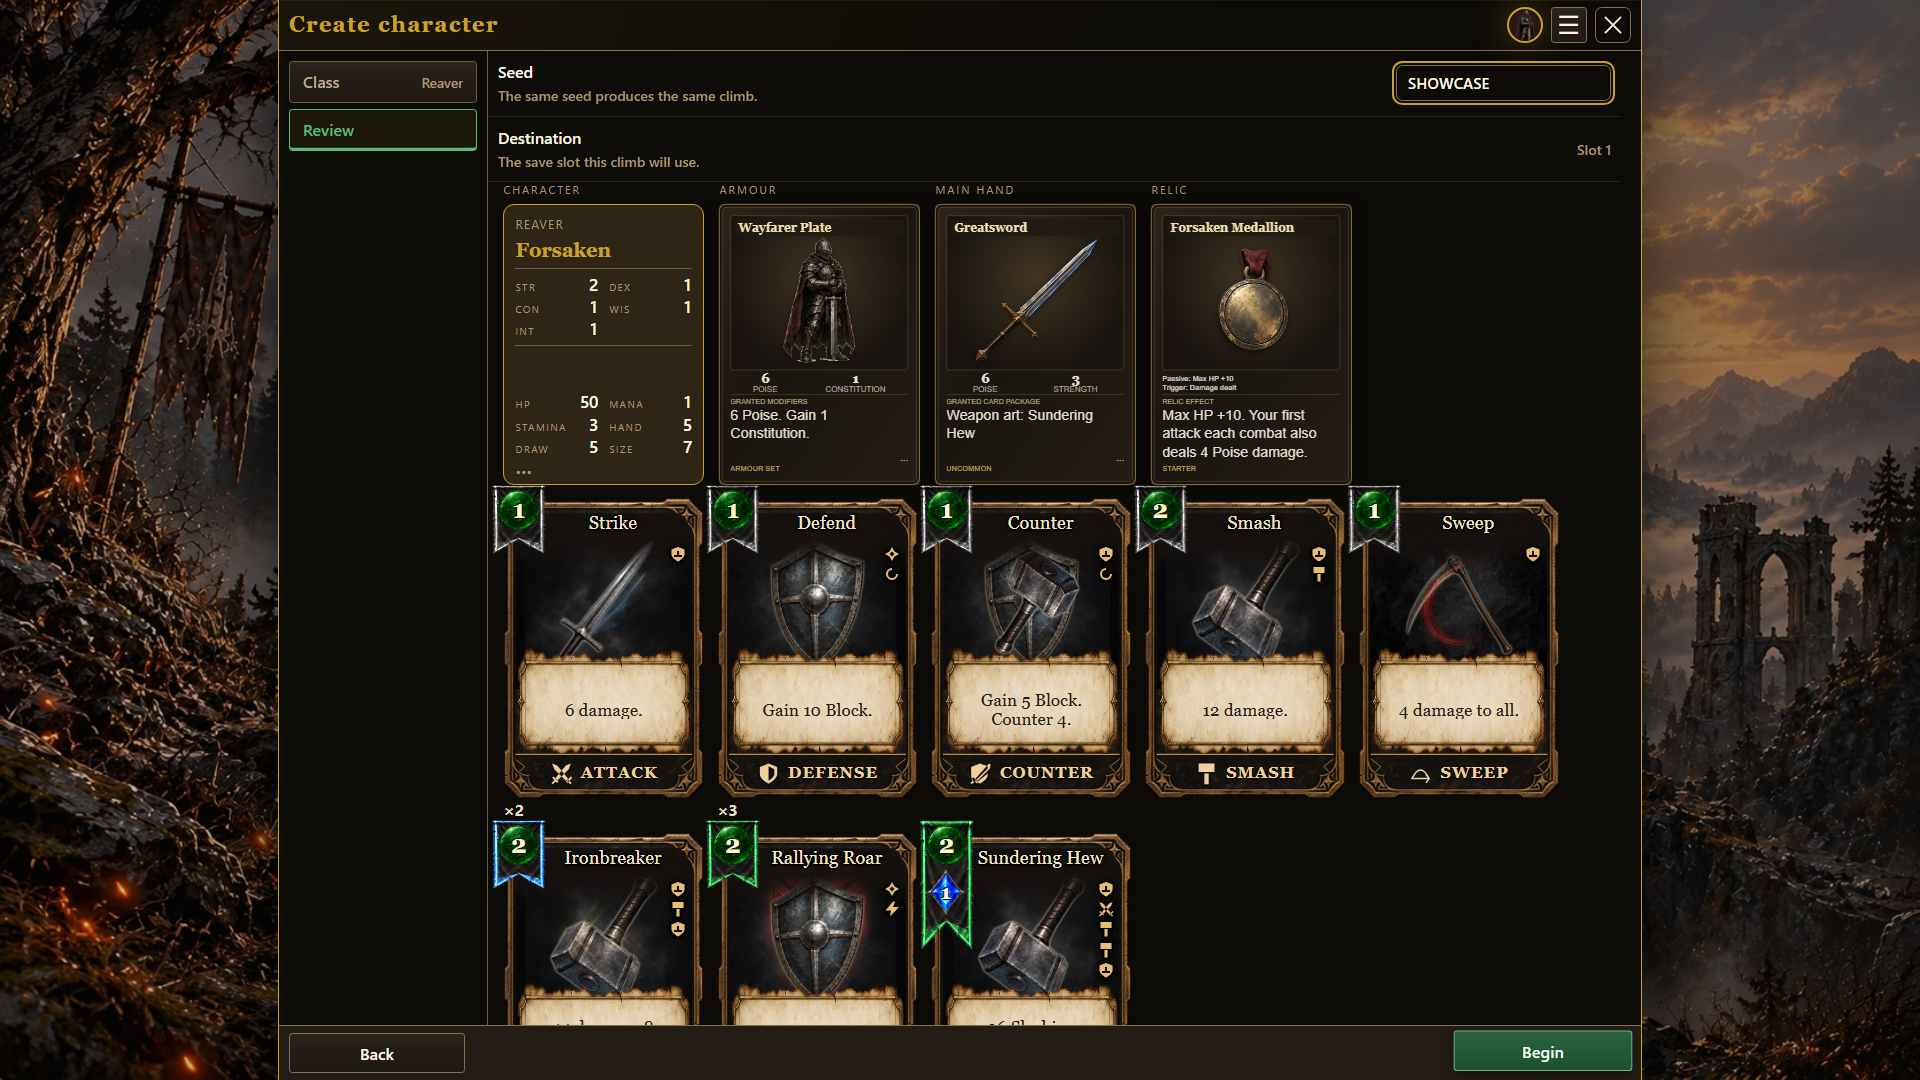 Create character
Class
Reaver
Review
Seed
The same seed produces the same climb.
SHOWCASE
Destination
The save slot this climb will use.
Slot 1
CHARACTER
ARMOUR
MAIN HAND
RELIC
REAVER
Forsaken
STR 2 DEX 1
CON 1 WIS 1
INT 1
HP 50 MANA 1
STAMINA 3 HAND 5
DRAW 5 SIZE 7
...
Wayfarer Plate
6 1
POISE CONSTITUTION
GRANTED MODIFIERS
6 Poise. Gain 1
Constitution.
...
ARMOUR SET
Greatsword
6 3
POISE STRENGTH
GRANTED CARD PACKAGE
Weapon art: Sundering
Hew
...
UNCOMMON
Forsaken Medallion
Passive: Max HP +10
Trigger: Damage dealt
RELIC EFFECT
Max HP +10. Your first
attack each combat also
deals 4 Poise damage.
STARTER
1
Strike
6 damage.
ATTACK
×2
1
Defend
Gain 10 Block.
DEFENSE
×3
1
Counter
Gain 5 Block.
Counter 4.
COUNTER
2
Smash
12 damage.
SMASH
1
Sweep
4 damage to all.
SWEEP
2
Ironbreaker
2
Rallying Roar
2
1
Sundering Hew
Back
Begin